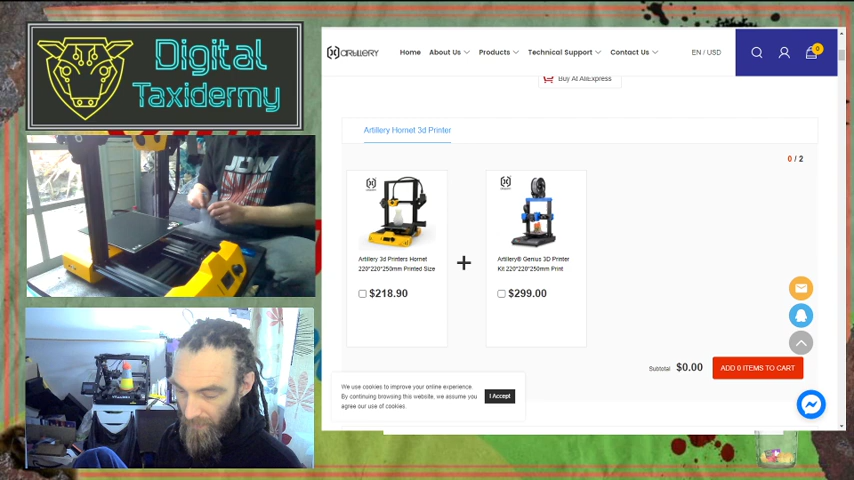 Digital
Taxidermy
JDM
ARTILLERY
Home
About Us
Products
Technical Support
Contact Us
EN / USD
0
Buy At AliExpress
Artillery Hornet 3d Printer
0 / 2
Artillery 3d Printers Hornet
220*220*250mm Printed Size
$218.90
+
Artillery® Genius 3D Printer
Kit 220*220*250mm Print
$299.00
Subtotal
$0.00
ADD 0 ITEMS TO CART
We use cookies to improve your online experience.
By continuing browsing this website, we assume you
agree our use of cookies.
I Accept